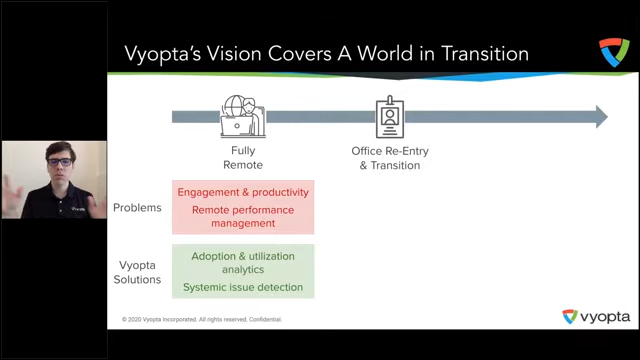 Vyopta's Vision Covers A World in Transition
Fully
Remote
Office Re-Entry
& Transition
Problems
Engagement & productivity
Remote performance
management
Vyopta
Solutions
Adoption & utilization
analytics
Systemic issue detection
© 2020 Vyopta Incorporated. All rights reserved. Confidential.
vyopta